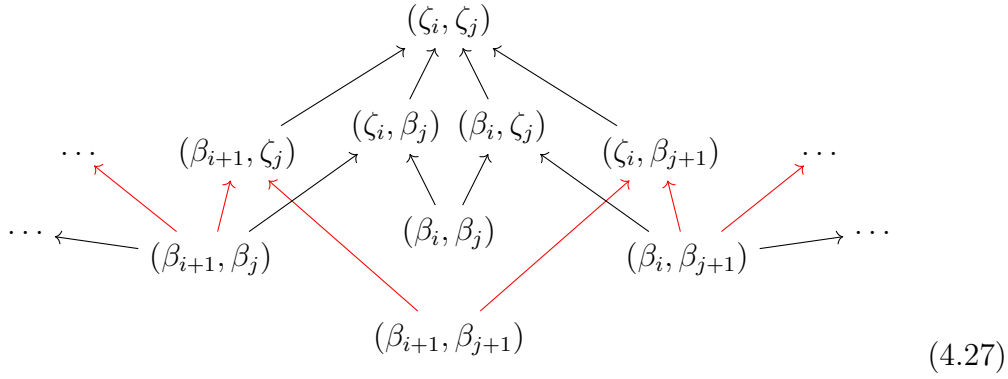 (ζ_i, ζ_j)
(ζ_i, β_j) (β_i, ζ_j)
⋯ (β_{i+1}, ζ_j) (ζ_i, β_{j+1}) ⋯
⋯ (β_i, β_j) ⋯
(β_{i+1}, β_j) (β_i, β_{j+1})
(β_{i+1}, β_{j+1})
(4.27)